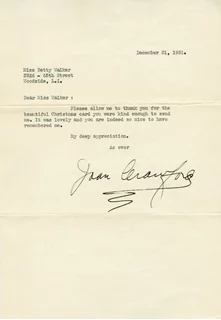 December 21, 1931.
Miss Betty Walker
48th Street
Woodside, L.I.
Dear Miss Walker :
Please allow me to thank you for the
beautiful Christmas card you were kind enough to send
me. It was lovely and you are indeed so nice to have
remembered me.
My deep appreciation.
As ever
Joan Crawford